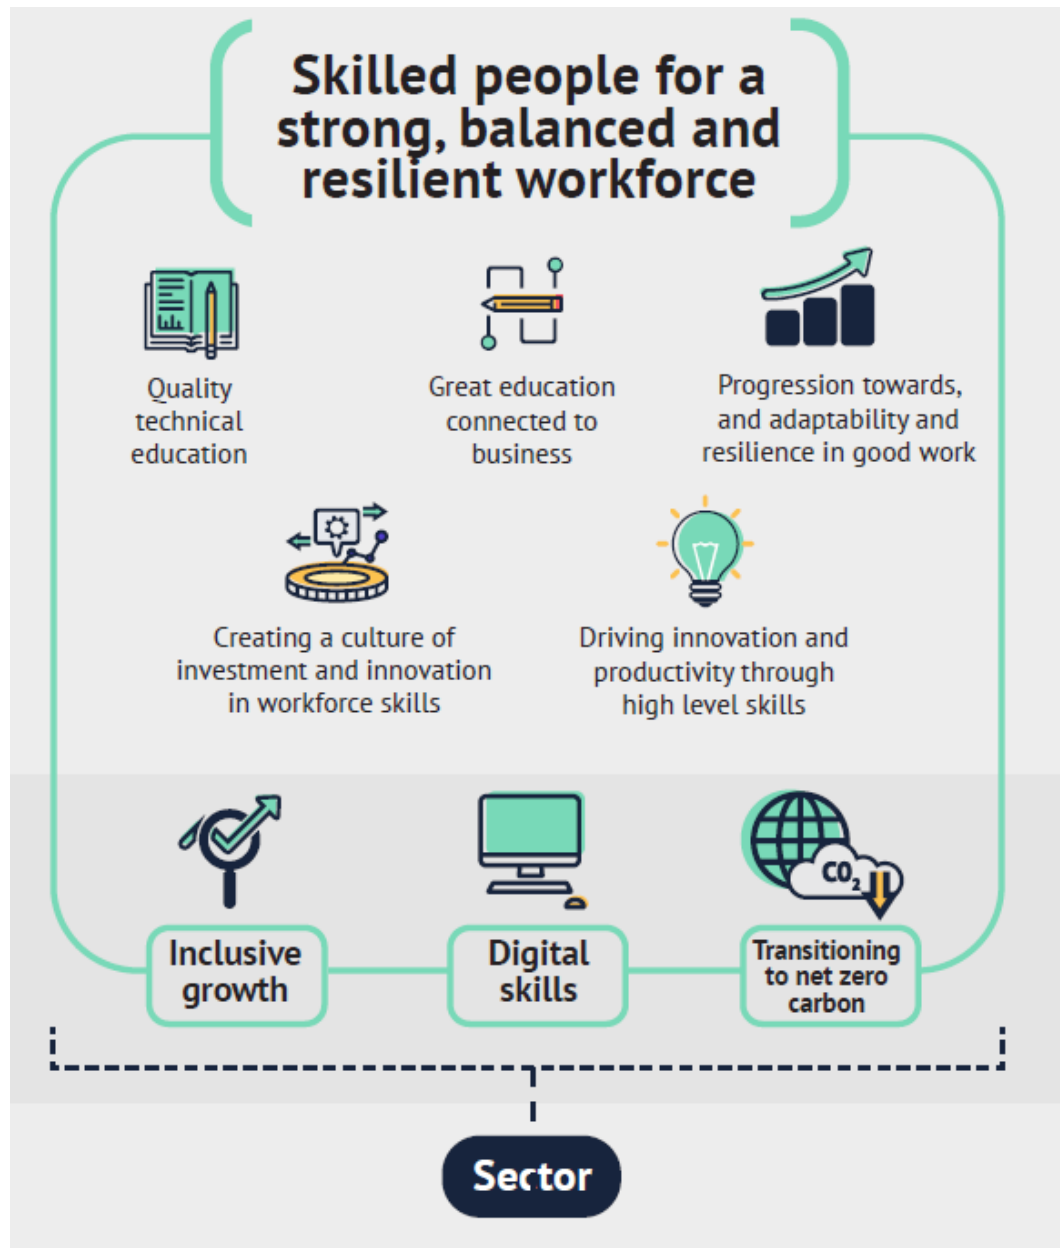 Skilled people for a
strong, balanced and
resilient workforce
Quality
technical
education
Great education
connected to
business
Progression towards,
and adaptability and
resilience in good work
Creating a culture of
investment and innovation
in workforce skills
Driving innovation and
productivity through
high level skills
CO₂
Inclusive
growth
Digital
skills
Transitioning
to net zero
carbon
Sector